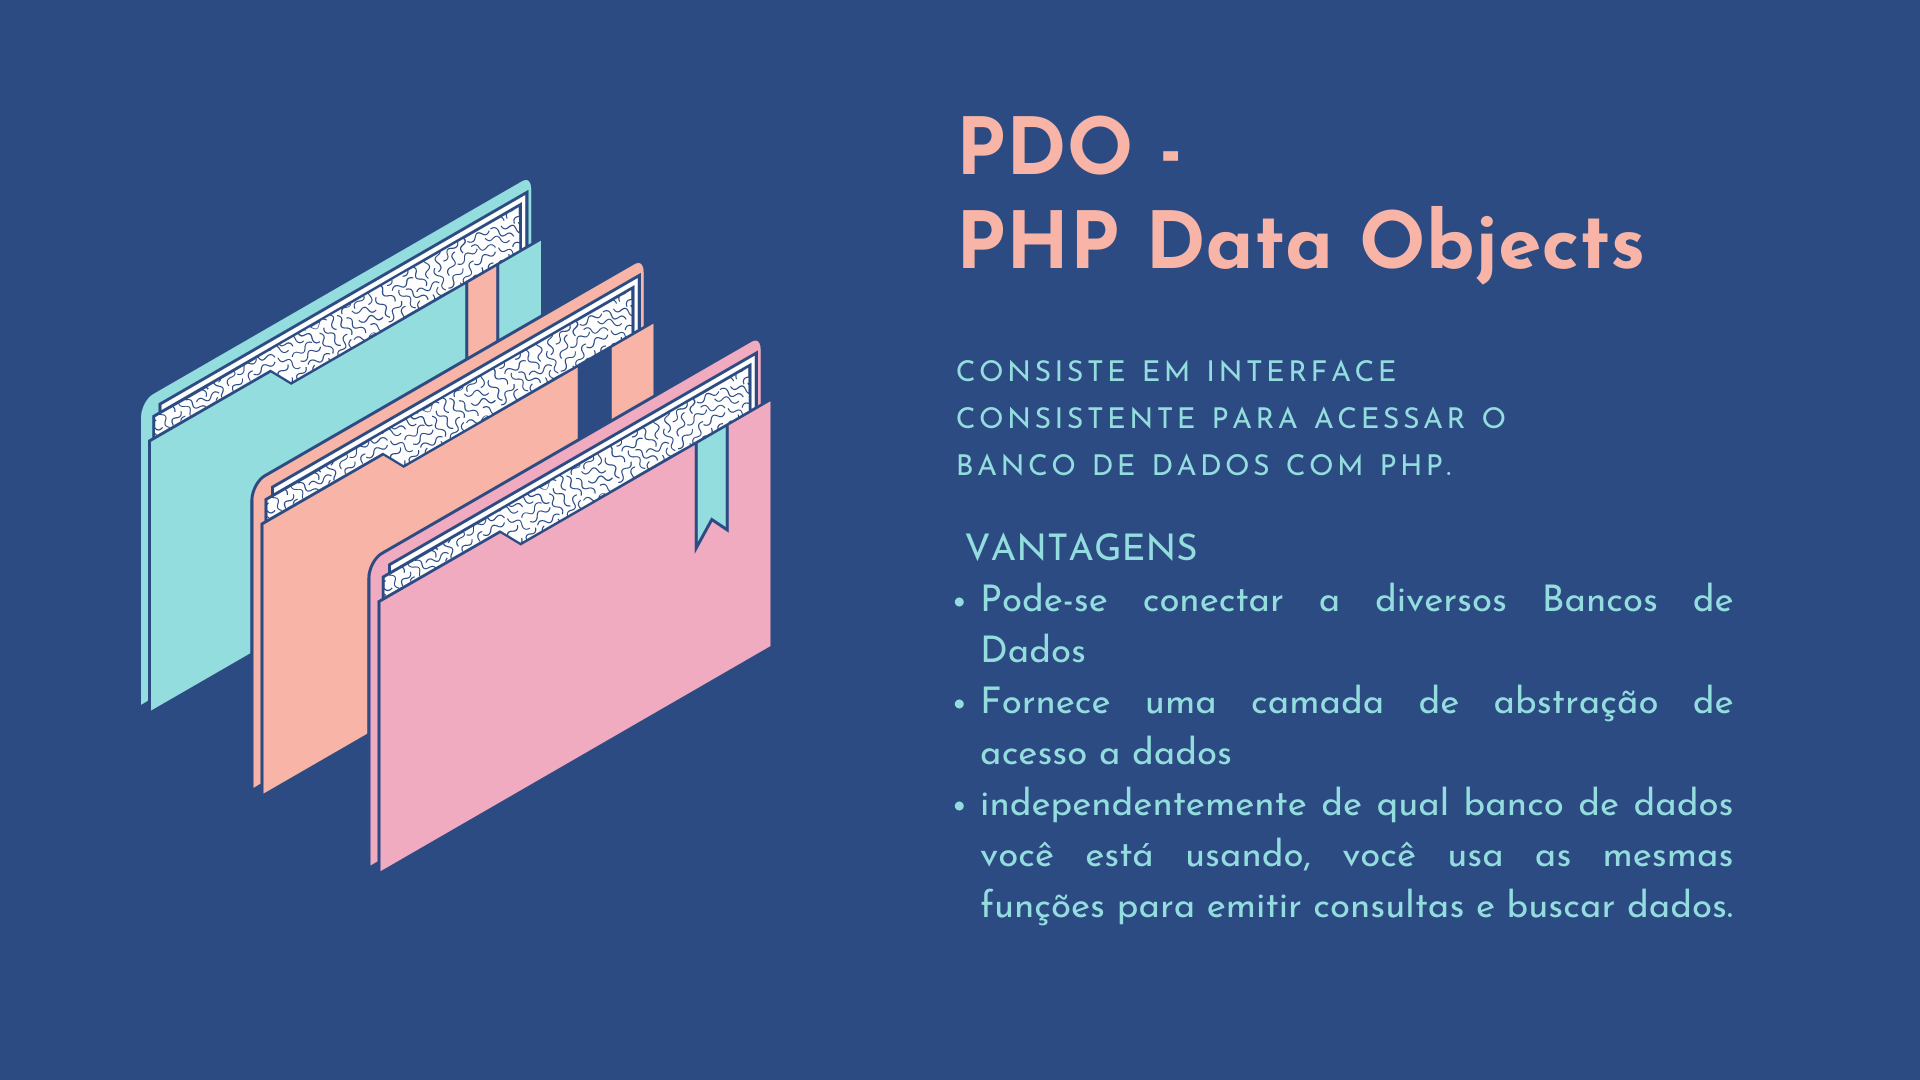 PDO -
PHP Data Objects
CONSISTE EM INTERFACE
CONSISTENTE PARA ACESSAR O
BANCO DE DADOS COM PHP.
VANTAGENS
• Pode-se conectar a diversos Bancos de
Dados
• Fornece uma camada de abstração de
acesso a dados
• independentemente de qual banco de dados
você está usando, você usa as mesmas
funções para emitir consultas e buscar dados.